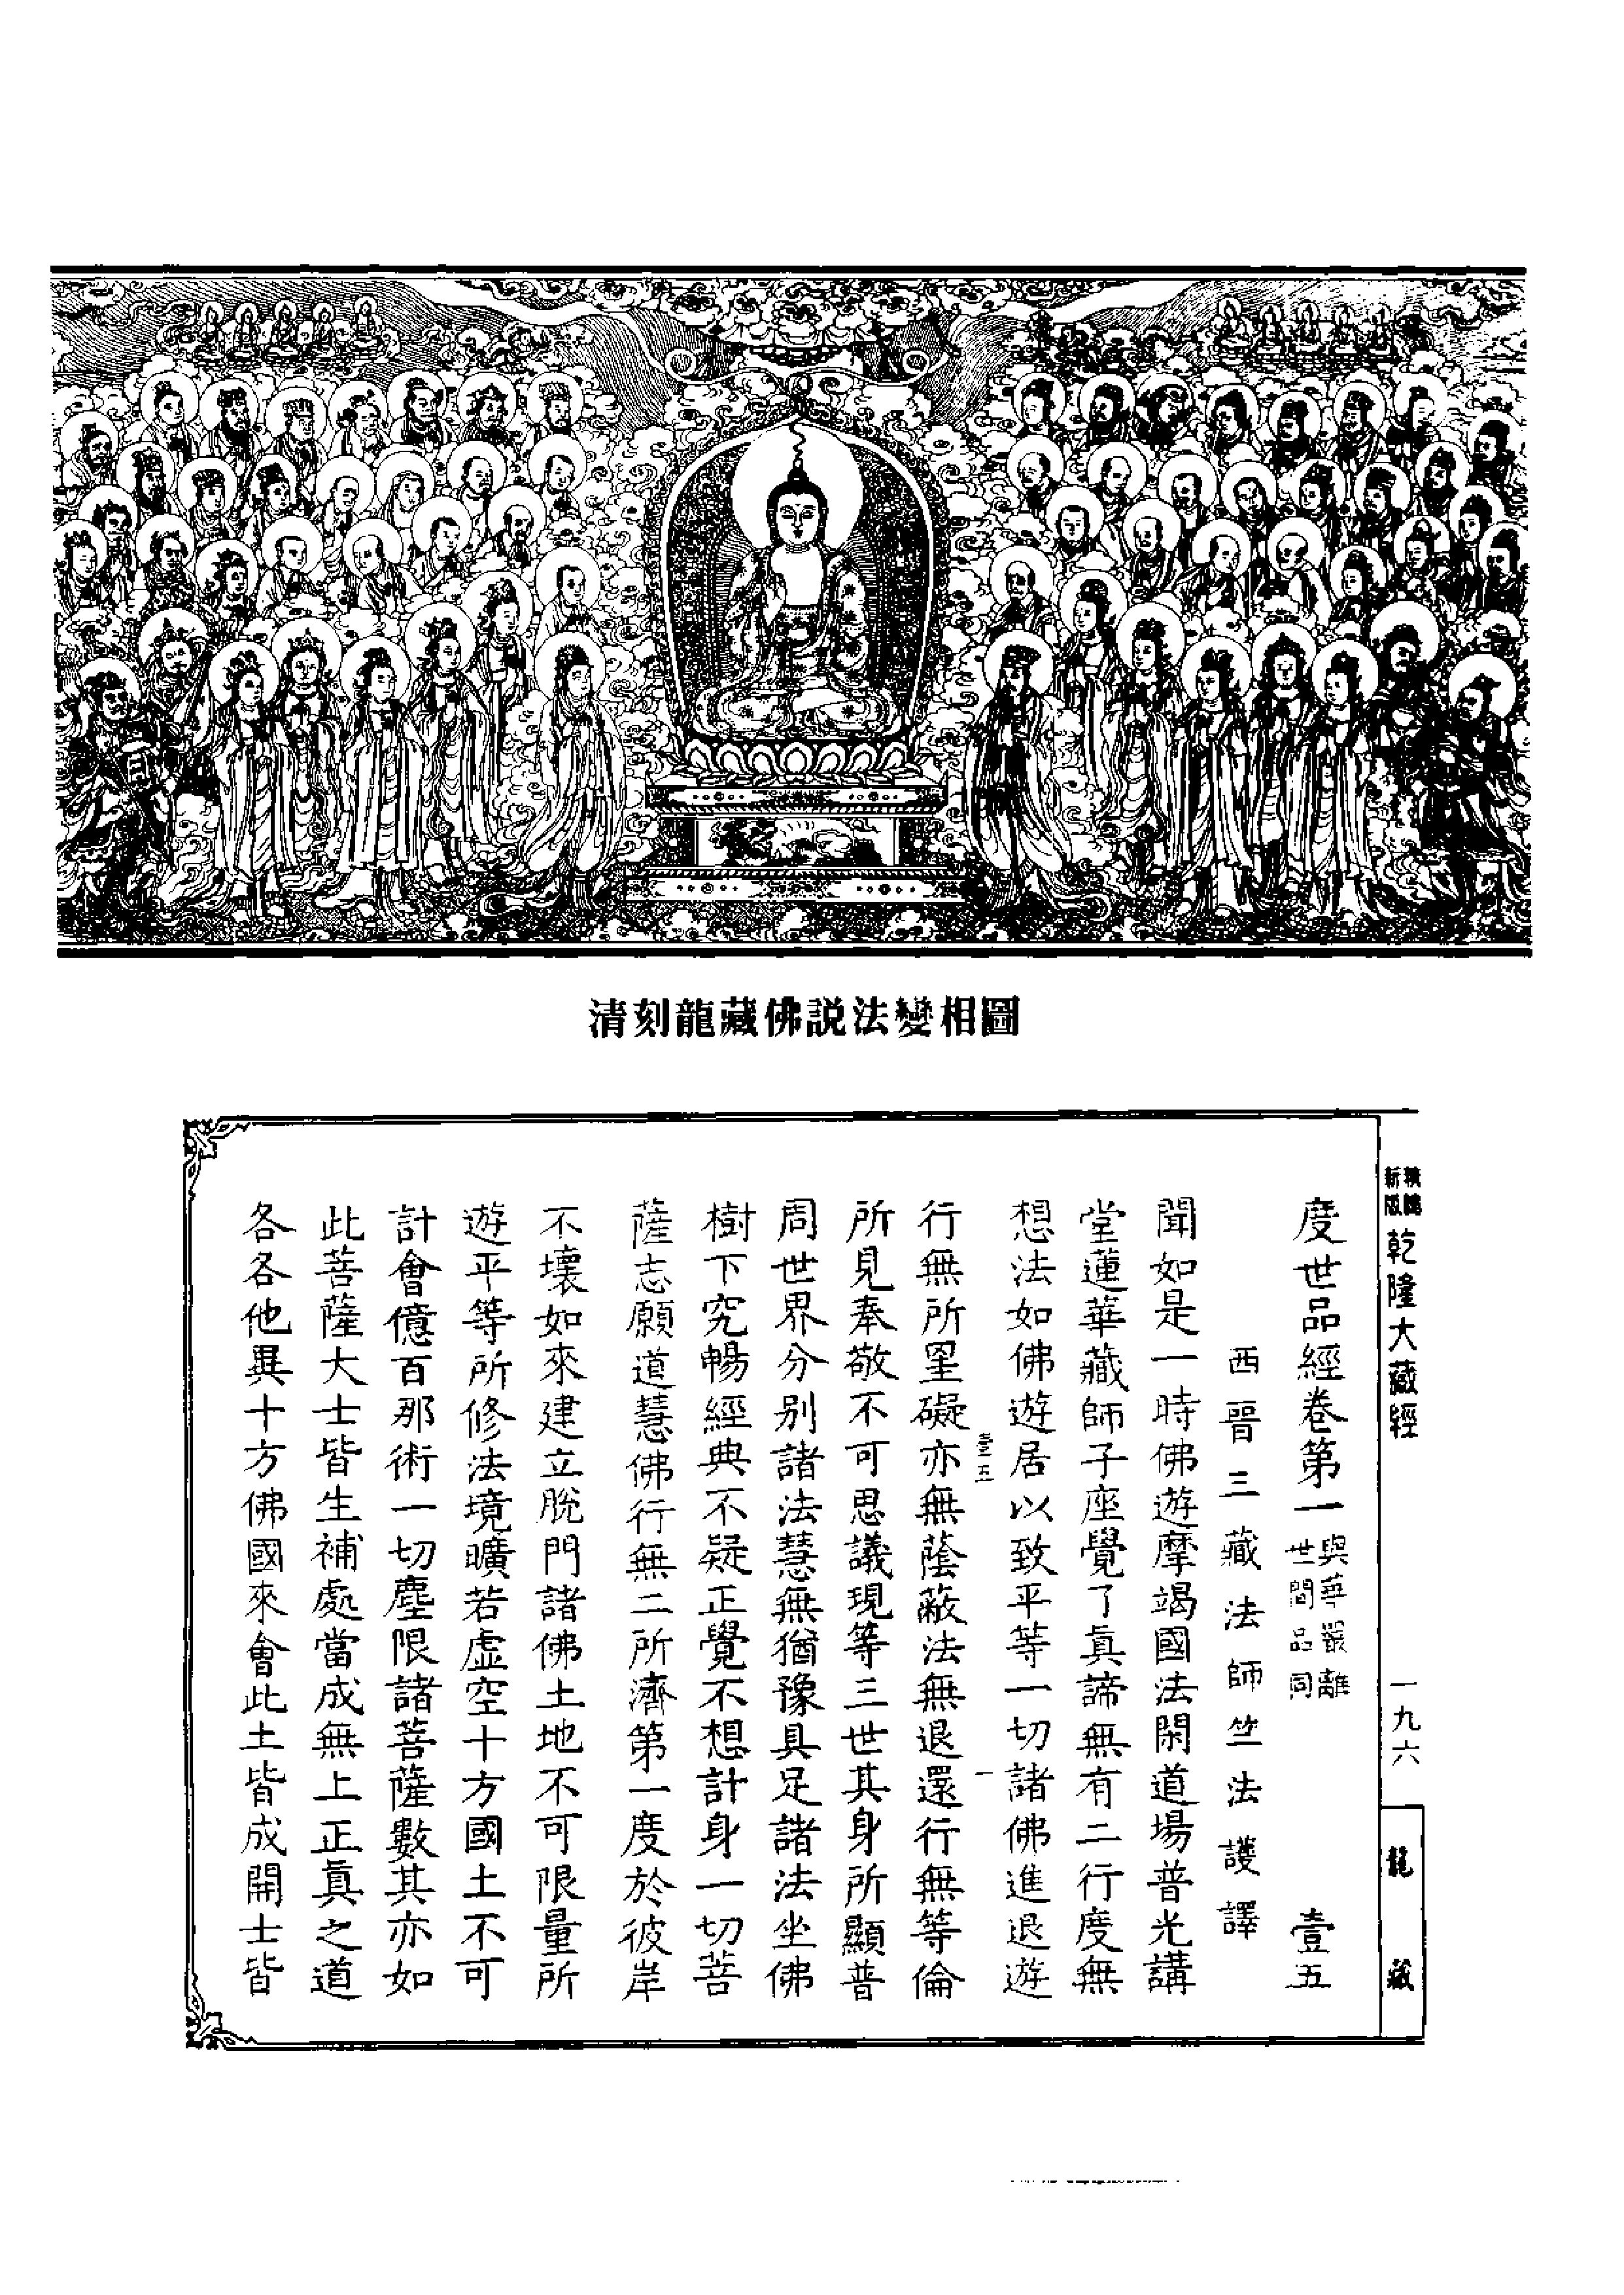 清刻龍藏佛説法變相圖
新版
乾隆大藏經
一九六
龍藏
度世品經卷第一 與華嚴離世間品同 壹五
西晉三藏法師竺法護譯
聞如是一時佛遊摩竭國法閑道場普光講
堂蓮華藏師子座覺了眞諦無有二行度無
想法如佛遊居以致平等一切諸佛進退遊
壹五 一
行無所罣礙亦無蔭蔽法無退還行無等倫
所見奉敬不可思議現等三世其身所顯普
周世界分別諸法慧無猶豫具足諸法坐佛
樹下究暢經典不疑正覺不想計身一切菩
薩志願道慧佛行無二所濟第一度於彼岸
不壞如來建立脫門諸佛土地不可限量所
遊平等所修法境曠若虛空十方國土不可
計會億百那術一切塵限諸菩薩數其亦如
此菩薩大士皆生補處當成無上正眞之道
各各他異十方佛國來會此土皆成開士皆